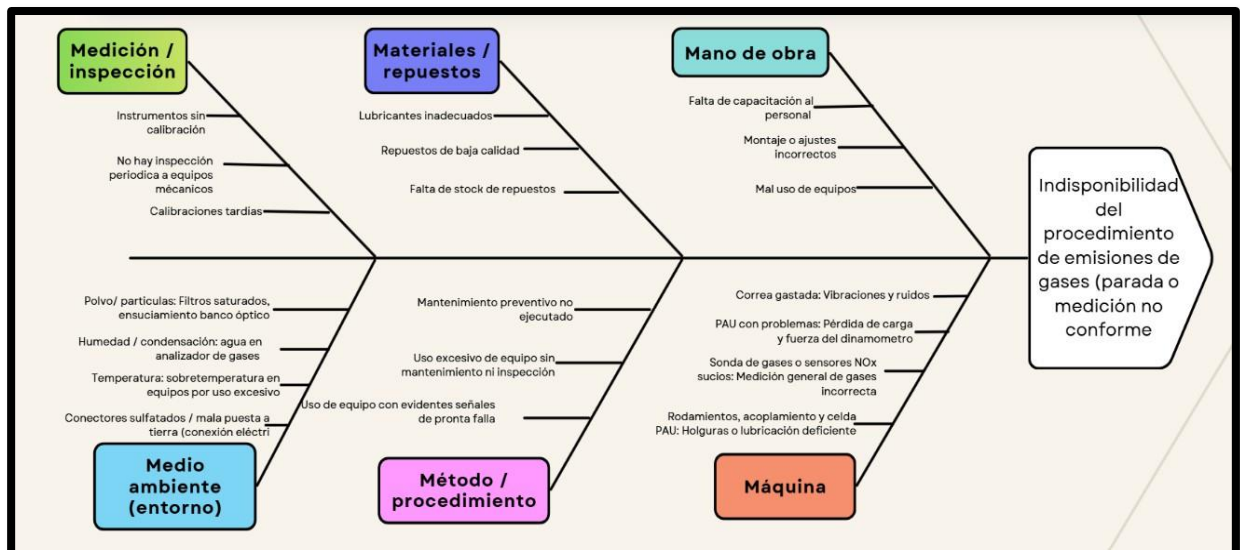 Medición /
inspección
Instrumentos sin
calibración
No hay inspección
periodica a equipos
mécanicos
Calibraciones tardías
Materiales /
repuestos
Lubricantes inadecuados
Repuestos de baja calidad
Falta de stock de repuestos
Mano de obra
Falta de capacitación al
personal
Montaje o ajustes
incorrectos
Mal uso de equipos
Indisponibilidad
del
procedimiento
de emisiones de
gases (parada o
medición no
conforme
Polvo/ particulas: Filtros saturados,
ensuciamiento banco óptico
Humedad / condensación: agua en
analizador de gases
Temperatura: sobretemperatura en
equipos por uso excesivo
Conectores sulfatados / mala puesta a
tierra (conexión eléctri
Medio
ambiente
(entorno)
Mantenimiento preventivo no
ejecutado
Uso excesivo de equipo sin
mantenimiento ni inspección
Uso de equipo con evidentes señales
de pronta falla
Método /
procedimiento
Correa gastada: Vibraciones y ruidos
PAU con problemas: Pérdida de carga
y fuerza del dinamometro
Sonda de gases o sensores NOx
sucios: Medición general de gases
incorrecta
Rodamientos, acoplamiento y celda
PAU: Holguras o lubricación deficiente
Máquina